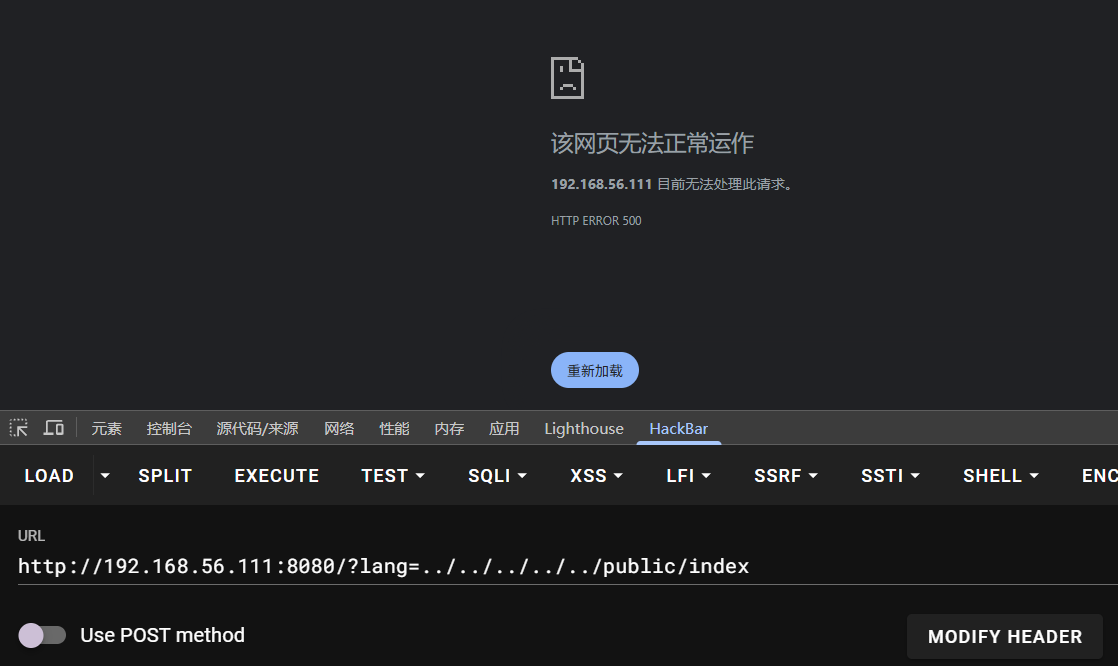 该网页无法正常运作
192.168.56.111 目前无法处理此请求。
HTTP ERROR 500
重新加载
元素 控制台 源代码/来源 网络 性能 内存 应用 Lighthouse HackBar
LOAD SPLIT EXECUTE TEST SQLI XSS LFI SSRF SSTI SHELL ENC
URL
http://192.168.56.111:8080/?lang=../../../../../public/index
Use POST method MODIFY HEADER